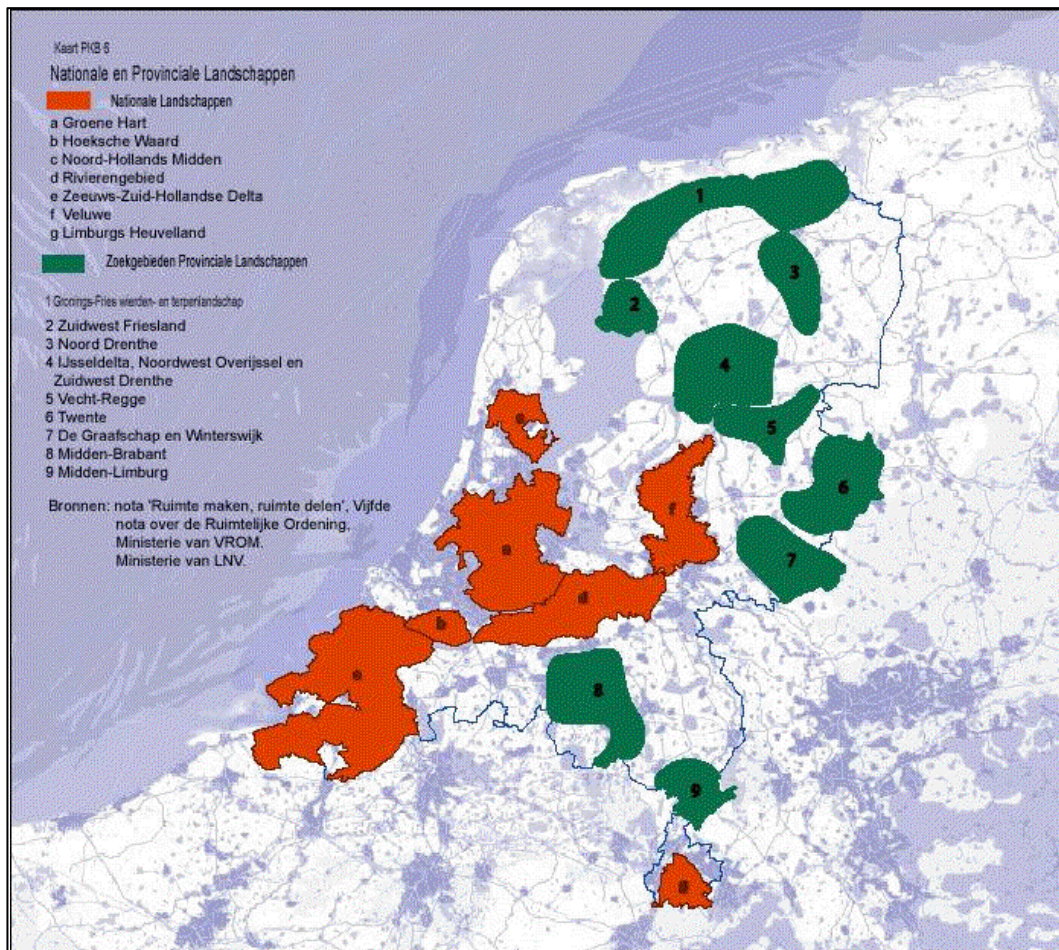 Kaart PKB 6
Nationale en Provinciale Landschappen
Nationale Landschappen
a Groene Hart
b Hoeksche Waard
c Noord-Hollands Midden
d Rivierengebied
e Zeeuws-Zuid-Hollandse Delta
f Veluwe
g Limburgs Heuvelland
Zoekgebieden Provinciale Landschappen
1 Gronings-Fries wierden- en terpenlandschap
2 Zuidwest Friesland
3 Noord Drenthe
4 IJsseldelta, Noordwest Overijssel en
Zuidwest Drenthe
5 Vecht-Regge
6 Twente
7 De Graafschap en Winterswijk
8 Midden-Brabant
9 Midden-Limburg
Bronnen: nota 'Ruimte maken, ruimte delen', Vijfde
nota over de Ruimtelijke Ordening,
Ministerie van VROM.
Ministerie van LNV.
1
3
2
4
c
5
6
f
a
7
d
b
e
8
9
g